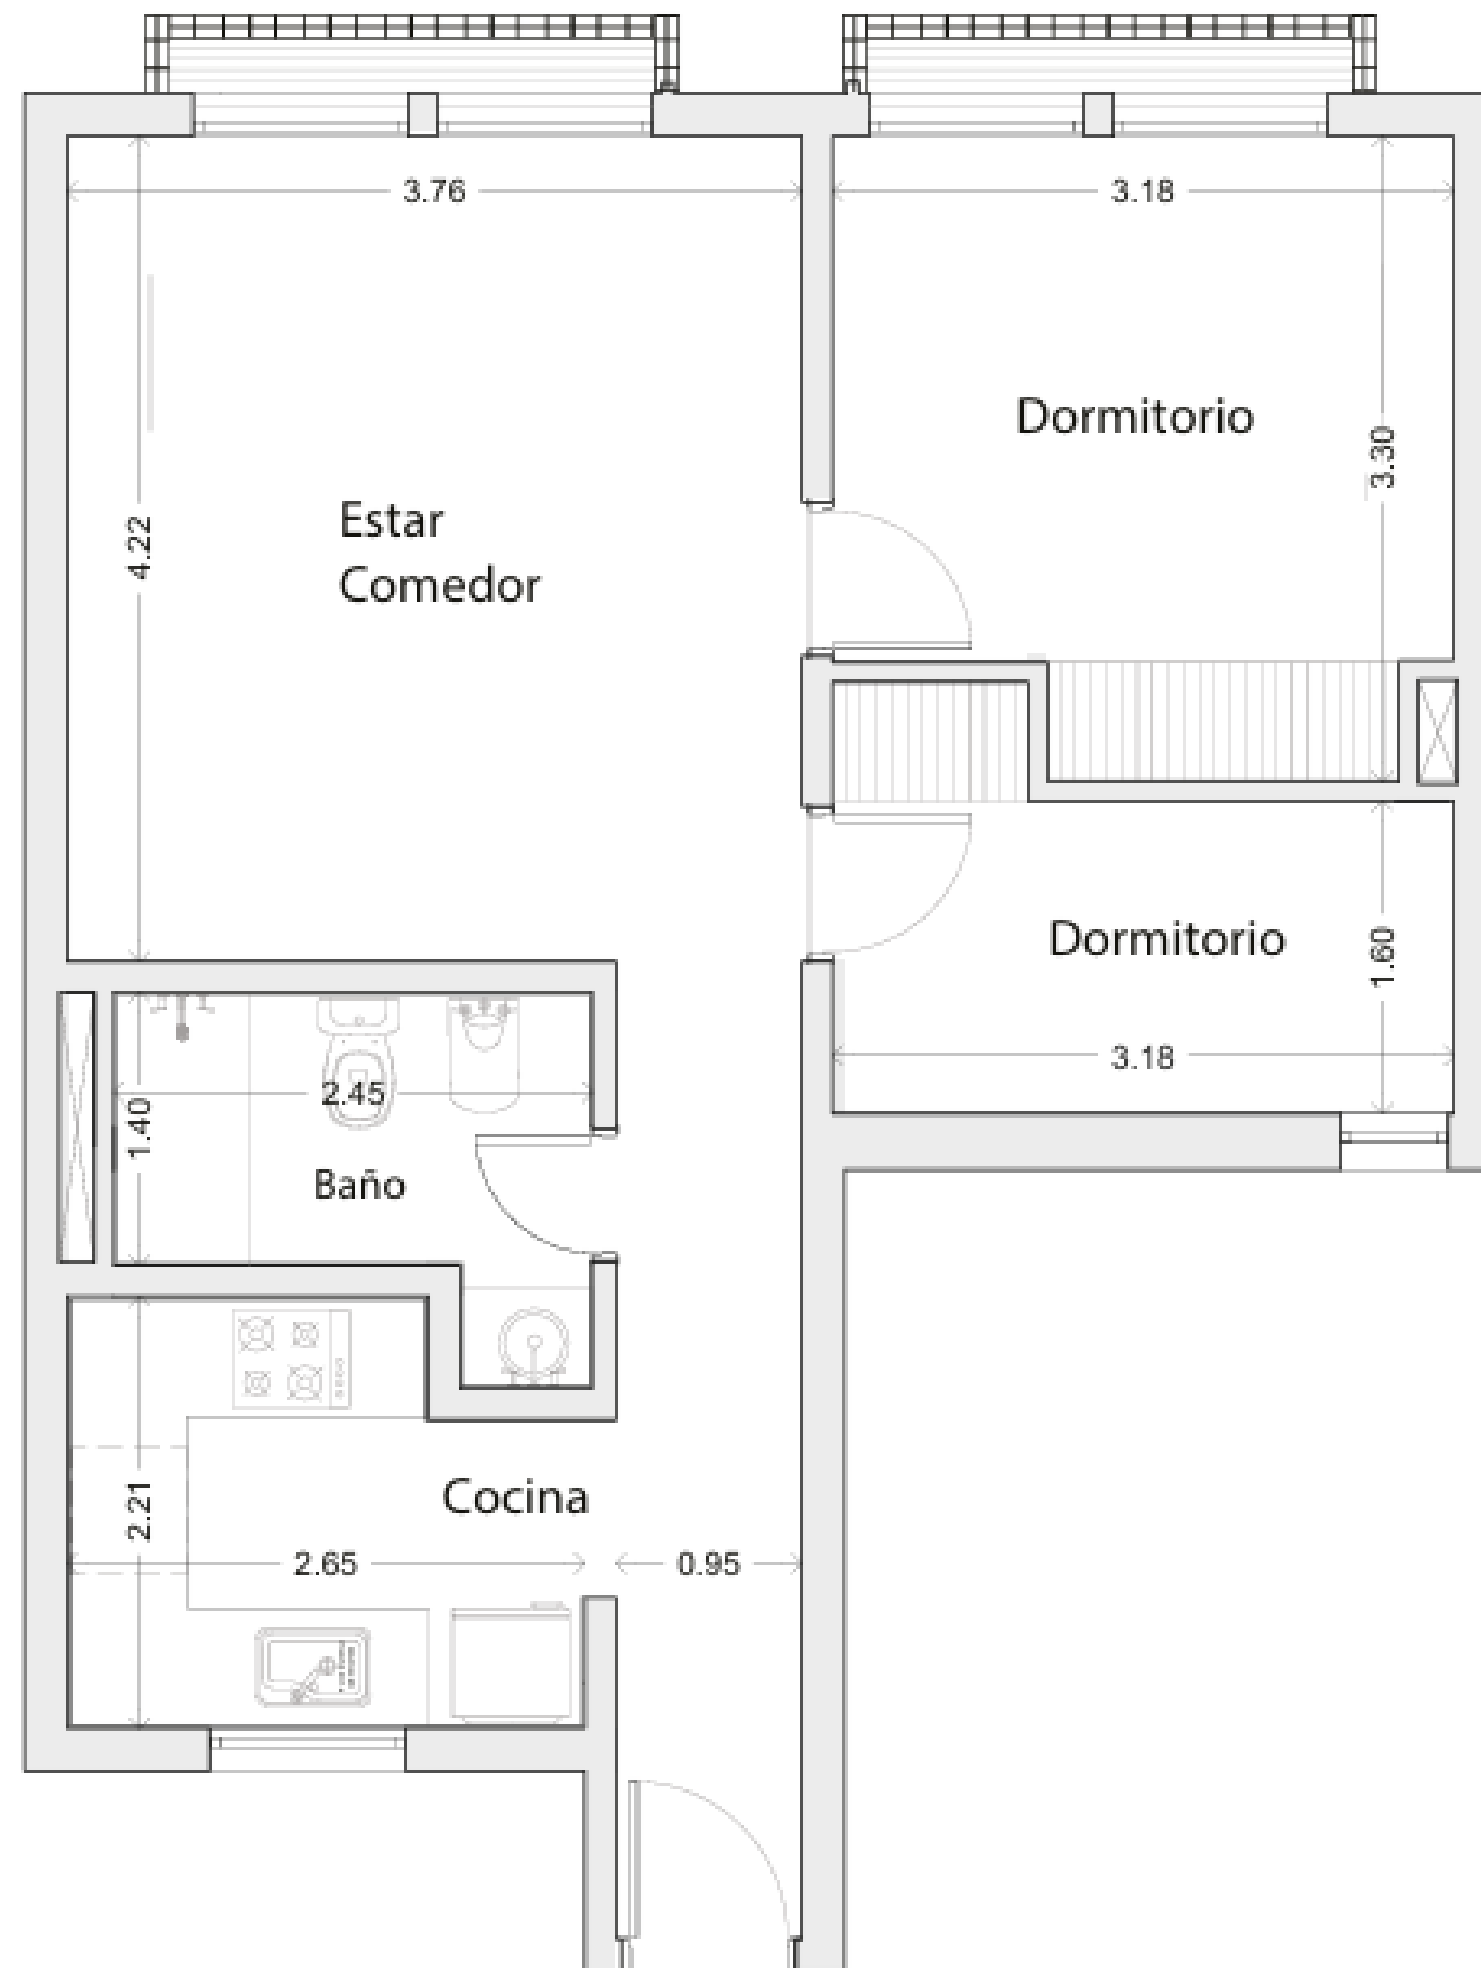 3.76
3.18
Dormitorio
3.30
Estar
Comedor
4.22
Dormitorio
1.60
3.18
2.45
1.40
Baño
Cocina
2.21
2.65
0.95